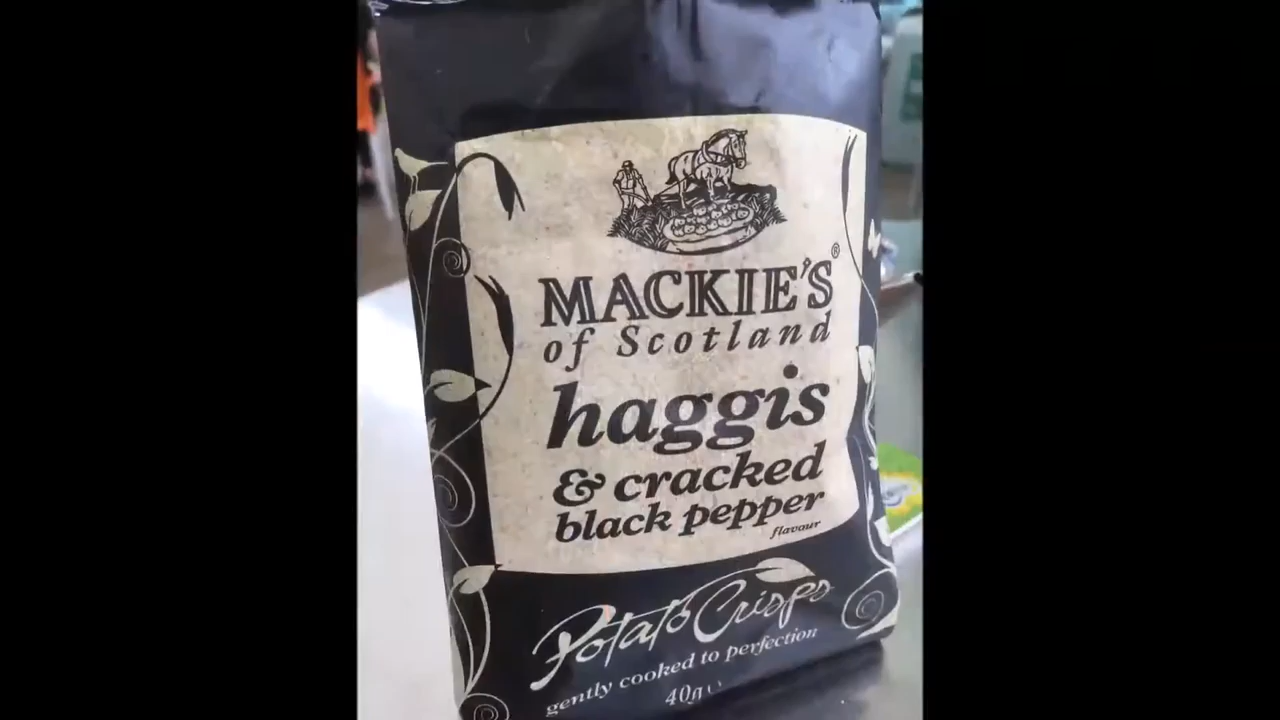 MACKIE'S®
of Scotland
haggis
& cracked
black pepper
flavour
Potato Crisps
gently cooked to perfection
40g